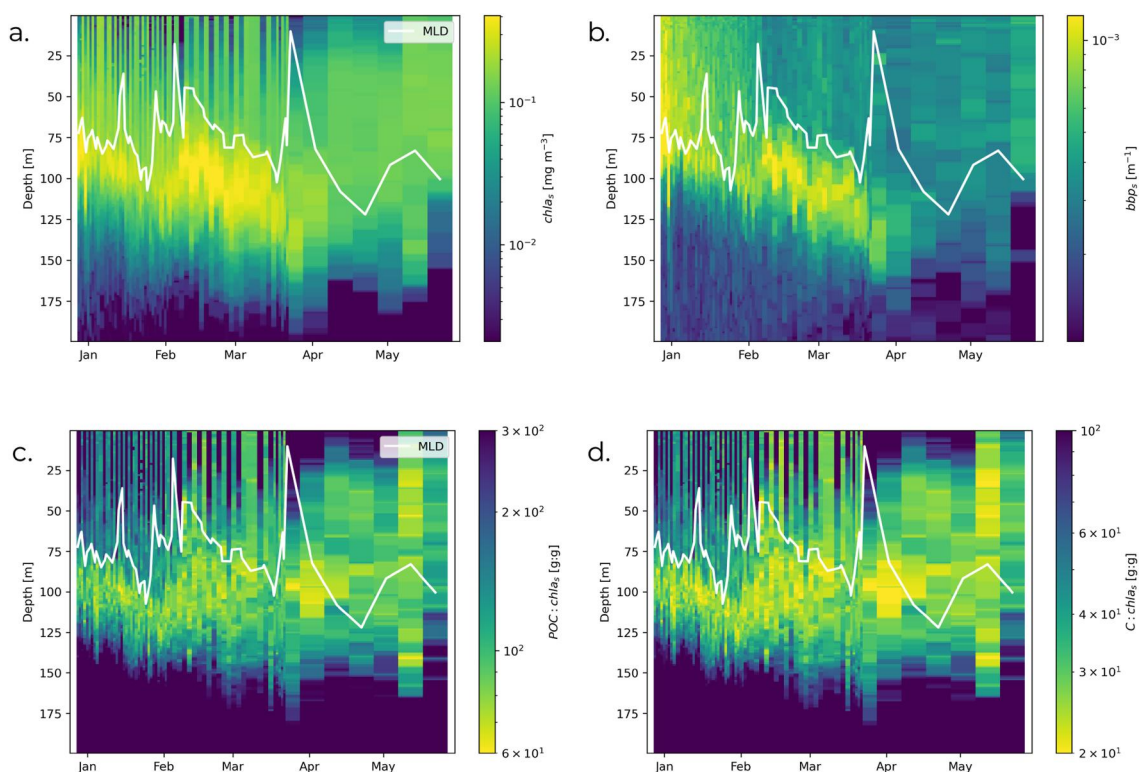 a.
MLD
25
50
75
100
125
150
175
Depth [m]
Jan Feb Mar Apr May
10⁻¹
10⁻²
chlaₛ [mg m⁻³]
b.
25
50
75
100
125
150
175
Depth [m]
Jan Feb Mar Apr May
10⁻³
bbpₛ [m⁻¹]
c.
MLD
25
50
75
100
125
150
175
Depth [m]
Jan Feb Mar Apr May
3 × 10²
2 × 10²
10²
6 × 10¹
POC : chlaₛ [g:g]
d.
25
50
75
100
125
150
175
Depth [m]
Jan Feb Mar Apr May
10²
6 × 10¹
4 × 10¹
3 × 10¹
2 × 10¹
C : chlaₛ [g:g]